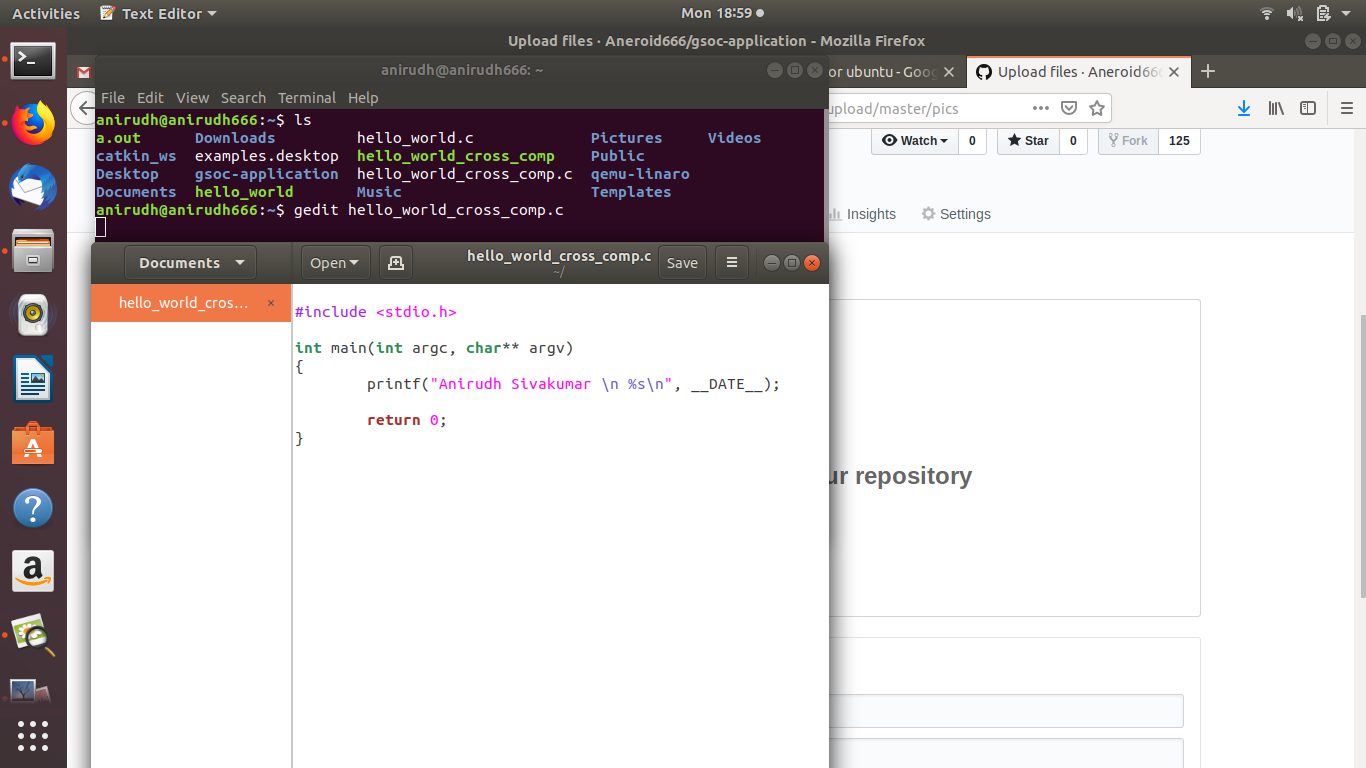 Activities Text Editor Mon 18:59
Upload files · Aneroid666/gsoc-application - Mozilla Firefox
anirudh@anirudh666: ~
or ubuntu - Goog Upload files · Aneroid666
File Edit View Search Terminal Help
upload/master/pics
anirudh@anirudh666:~$ ls
a.out Downloads hello_world.c Pictures Videos
catkin_ws examples.desktop hello_world_cross_comp Public
Desktop gsoc-application hello_world_cross_comp.c qemu-linaro
Documents hello_world Music Templates
anirudh@anirudh666:~$ gedit hello_world_cross_comp.c
Watch 0 Star 0 Fork 125
Insights Settings
Documents Open hello_world_cross_comp.c Save
~/
hello_world_cros…
#include <stdio.h>
int main(int argc, char** argv)
{
printf("Anirudh Sivakumar \n %s\n", __DATE__);
return 0;
}
ur repository